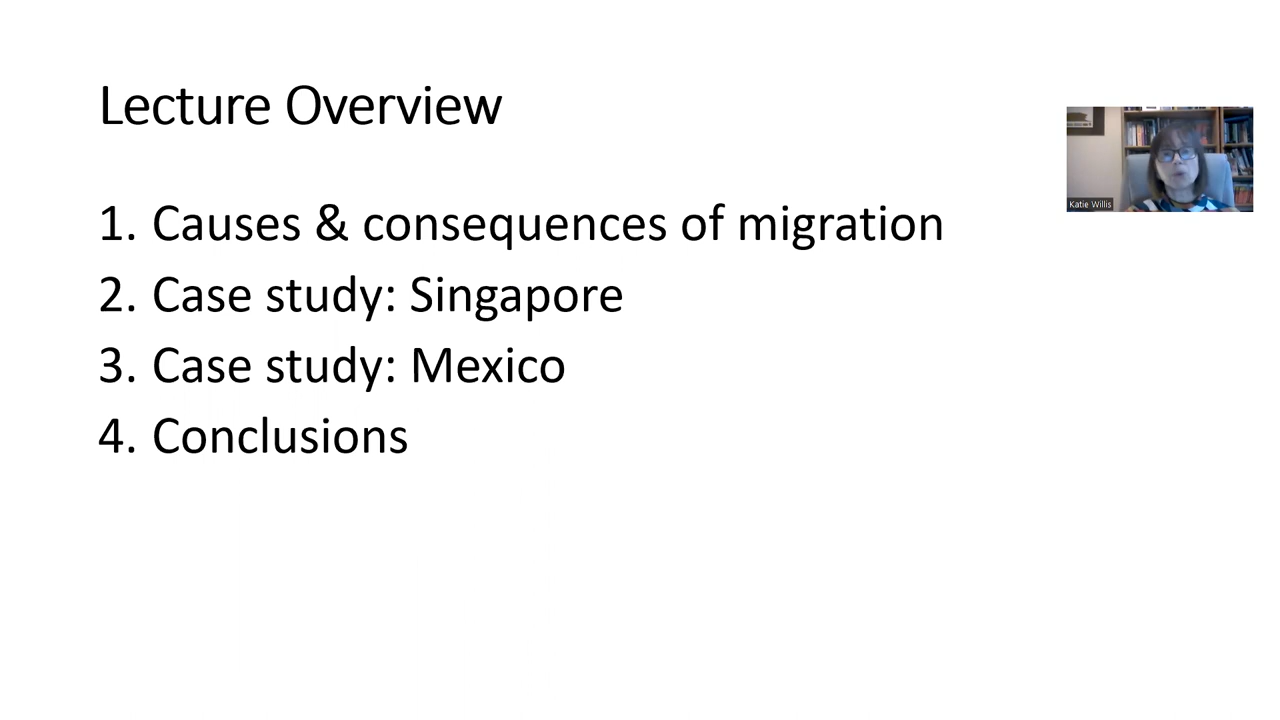 Lecture Overview
1. Causes & consequences of migration
2. Case study: Singapore
3. Case study: Mexico
4. Conclusions
Katie Willis